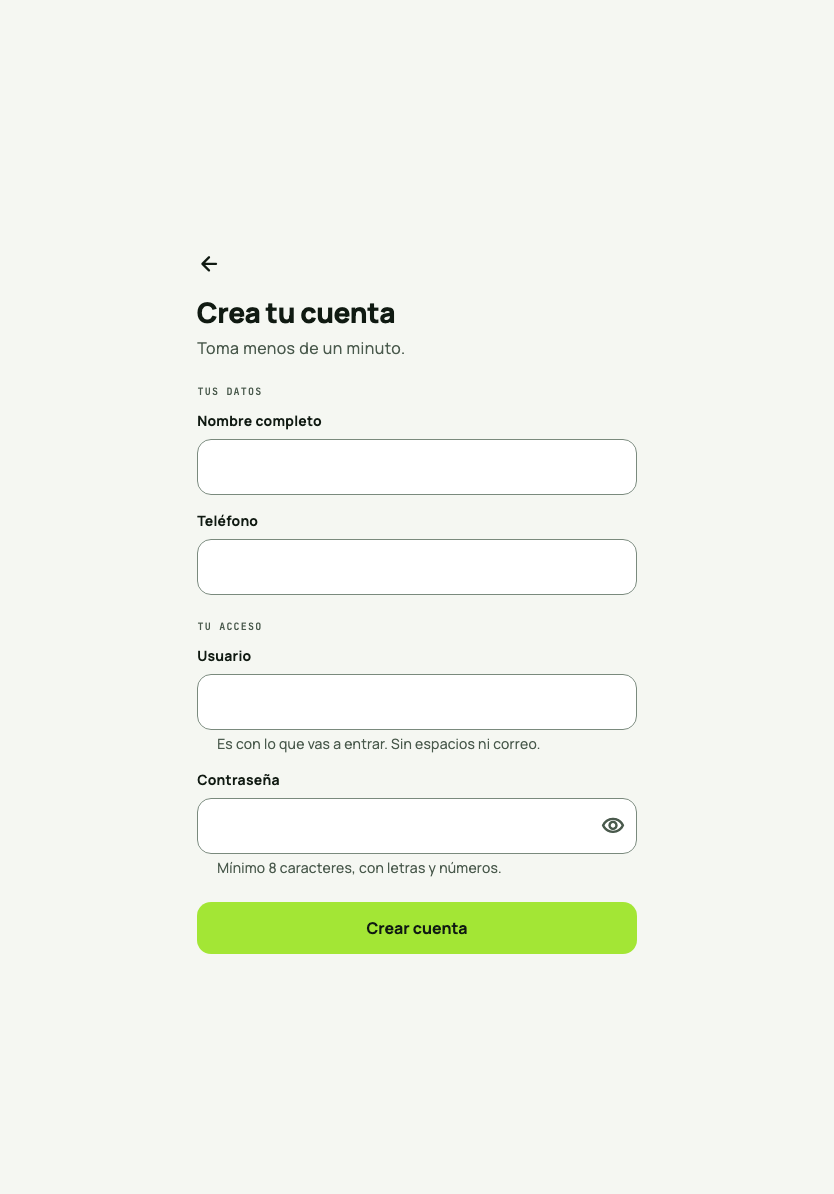 Crea tu cuenta
Toma menos de un minuto.
TUS DATOS
Nombre completo
Teléfono
TU ACCESO
Usuario
Es con lo que vas a entrar. Sin espacios ni correo.
Contraseña
Mínimo 8 caracteres, con letras y números.
Crear cuenta